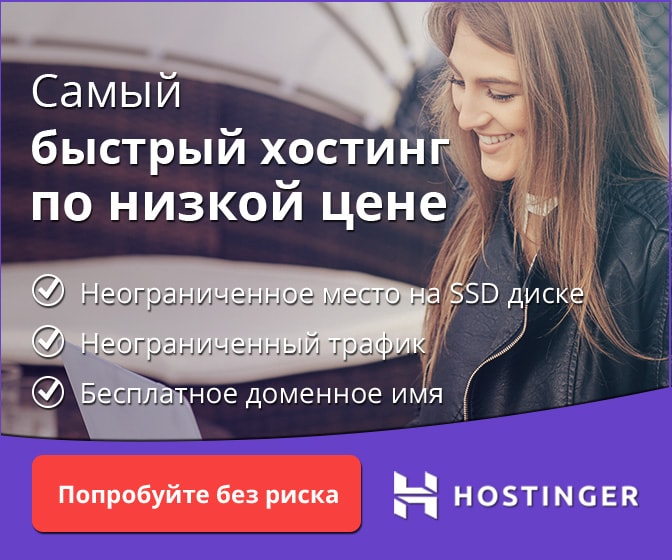 Самый
быстрый хостинг
по низкой цене
Неограниченное место на SSD диске
Неограниченный трафик
Бесплатное доменное имя
Попробуйте без риска
HOSTINGER